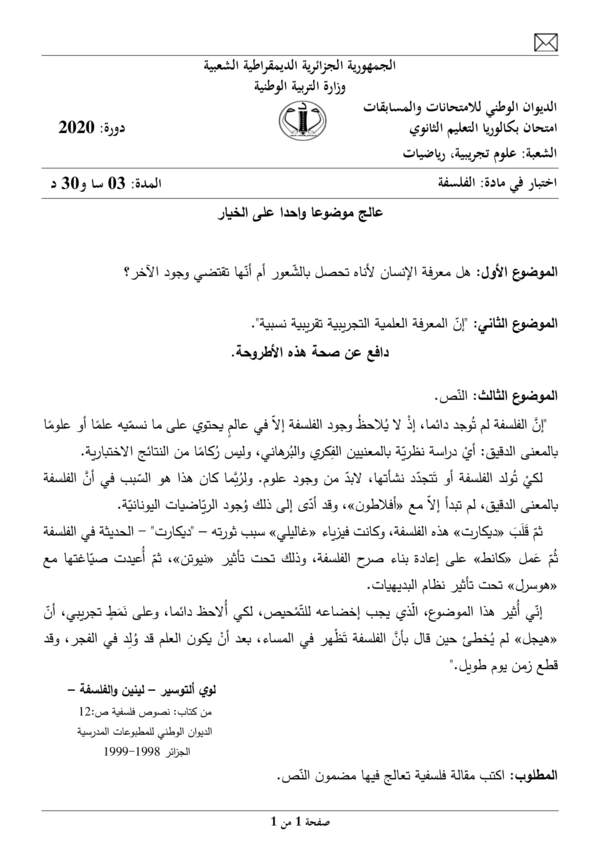 الجمهورية الجزائرية الديمقراطية الشعبية
وزارة التربية الوطنية
الديوان الوطني للامتحانات والمسابقات
امتحان بكالوريا التعليم الثانوي
دورة: 2020
الشعبة: علوم تجريبية، رياضيات
اختبار في مادة: الفلسفة
المدة: 03 سا و30 د
عالج موضوعا واحدا على الخيار
الموضوع الأول: هل معرفة الإنسان لأناه تحصل بالشّعور أم أنّها تقتضي وجود الآخر؟
الموضوع الثاني: "إنّ المعرفة العلمية التجريبية تقريبية نسبية".
دافع عن صحة هذه الأطروحة.
الموضوع الثالث: النّص.
"إنَّ الفلسفة لم تُوجد دائما، إذْ لا يُلاحظُ وجود الفلسفة إلاّ في عالمٍ يحتوي على ما نسمّيه علمًا أو علومًا
بالمعنى الدقيق: أيْ دراسة نظريّة بالمعنيين الفِكري والبُرهاني، وليس رُكامًا من النتائج الاختبارية.
لكيْ تُولد الفلسفة أو تَتجدّد نشأتها، لابدّ من وجود علوم. ولرُبَّما كان هذا هو السّبب في أنَّ الفلسفة
بالمعنى الدقيق، لم تبدأ إلاّ مع «أفلاطون»، وقد أدّى إلى ذلك وُجود الريّاضيات اليونانيّة.
ثمّ قَلَبَ «ديكارت» هذه الفلسفة، وكانت فيزياء «غاليلي» سبب ثورته – "ديكارت" – الحديثة في الفلسفة
ثُمّ عَمل «كانط» على إعادة بناء صرح الفلسفة، وذلك تحت تأثير «نيوتن»، ثمّ أُعيدت صيّاغتها مع
«هوسرل» تحت تأثير نظام البديهيات.
إنّي أُثير هذا الموضوع، الّذي يجب إخضاعه للتّمْحيص، لكي أُلاحظ دائما، وعلى نَمَطٍ تجريبي، أنّ
«هيجل» لم يُخطئ حين قال بأنَّ الفلسفة تَظْهر في المساء، بعد أنْ يكون العلم قد وُلِد في الفجر، وقد
قطع زمن يوم طويل."
لوي ألتوسير – لينين والفلسفة –
من كتاب: نصوص فلسفية ص:12
الديوان الوطني للمطبوعات المدرسية
الجزائر 1998-1999
المطلوب: اكتب مقالة فلسفية تعالج فيها مضمون النّص.
صفحة 1 من 1